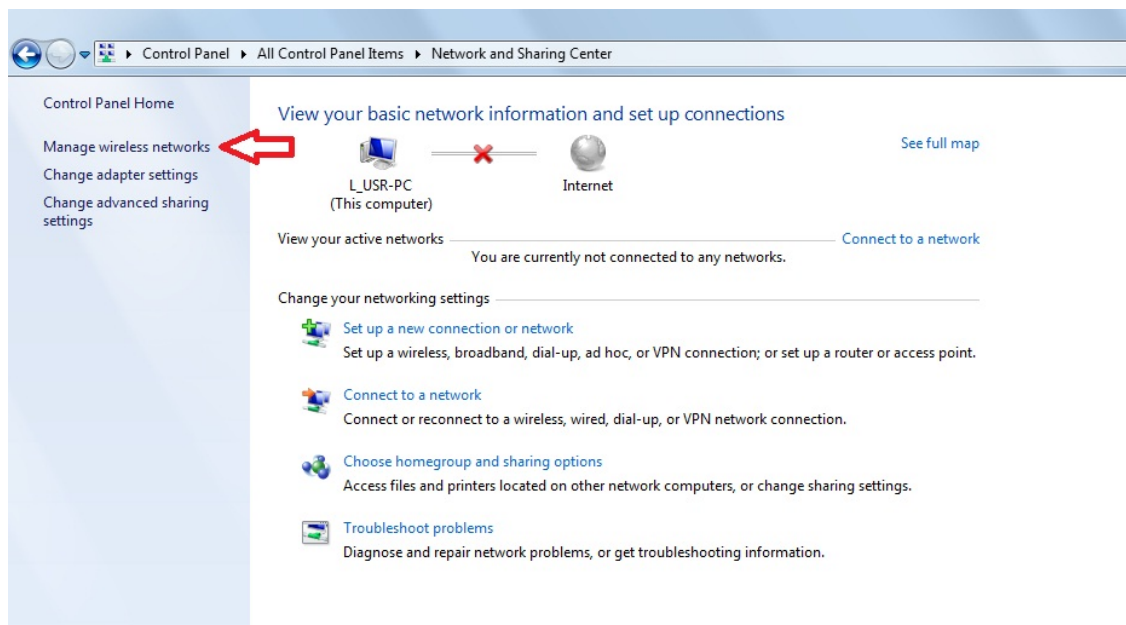 Control Panel ▸ All Control Panel Items ▸ Network and Sharing Center
Control Panel Home
Manage wireless networks
Change adapter settings
Change advanced sharing
settings
View your basic network information and set up connections
See full map
L_USR-PC
(This computer)
Internet
View your active networks
Connect to a network
You are currently not connected to any networks.
Change your networking settings
Set up a new connection or network
Set up a wireless, broadband, dial-up, ad hoc, or VPN connection; or set up a router or access point.
Connect to a network
Connect or reconnect to a wireless, wired, dial-up, or VPN network connection.
Choose homegroup and sharing options
Access files and printers located on other network computers, or change sharing settings.
Troubleshoot problems
Diagnose and repair network problems, or get troubleshooting information.